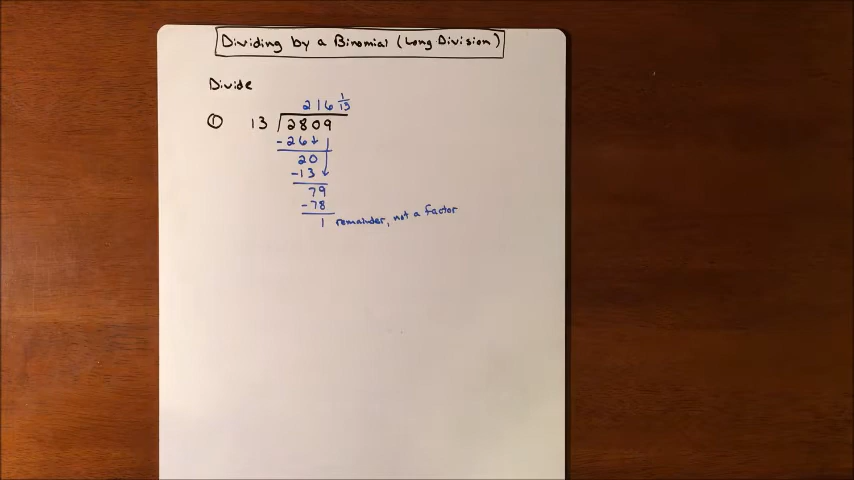 Dividing by a Binomial (Long Division)
Divide
216 1/13
① 13 2809
-26
20
-13
79
-78
1 remainder, not a factor